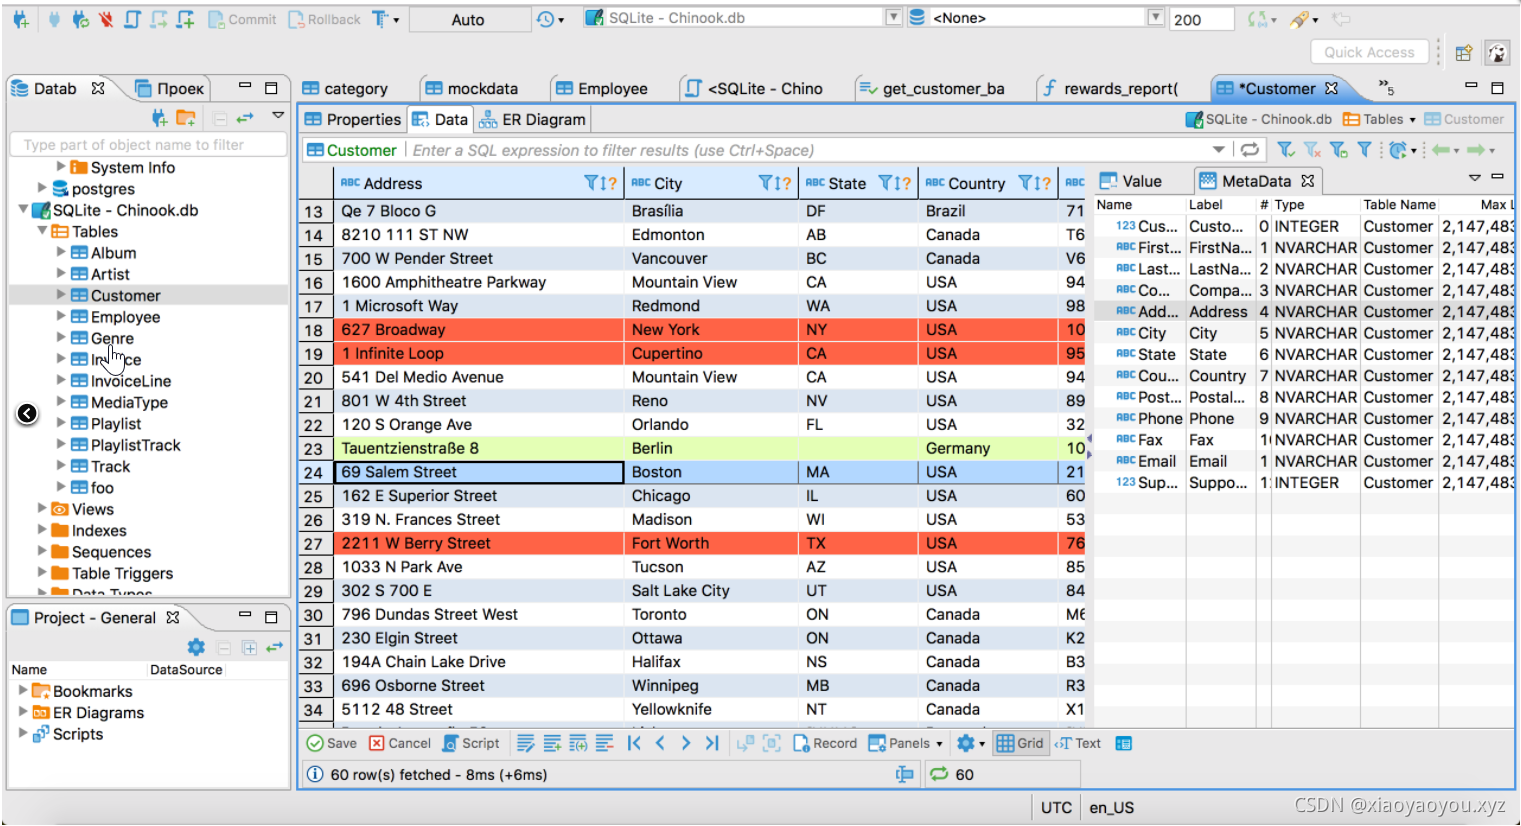 Commit Rollback Auto SQLite - Chinook.db <None> 200
Quick Access
Datab Проек
category mockdata Employee <SQLite - Chino get_customer_ba rewards_report( *Customer »5
Properties Data ER Diagram SQLite - Chinook.db Tables Customer
Type part of object name to filter
Customer Enter a SQL expression to filter results (use Ctrl+Space)
System Info
postgres
SQLite - Chinook.db
Tables
Album
Artist
Customer
Employee
Genre
InvoiceLine
MediaType
Playlist
PlaylistTrack
Track
foo
Views
Indexes
Sequences
Table Triggers
Data Types
Project - General
Name DataSource
Bookmarks
ER Diagrams
Scripts
ABC Address ABC City ABC State ABC Country ABC
13 Qe 7 Bloco G Brasília DF Brazil 71
14 8210 111 ST NW Edmonton AB Canada T6
15 700 W Pender Street Vancouver BC Canada V6
16 1600 Amphitheatre Parkway Mountain View CA USA 94
17 1 Microsoft Way Redmond WA USA 98
18 627 Broadway New York NY USA 10
19 1 Infinite Loop Cupertino CA USA 95
20 541 Del Medio Avenue Mountain View CA USA 94
21 801 W 4th Street Reno NV USA 89
22 120 S Orange Ave Orlando FL USA 32
23 Tauentzienstraße 8 Berlin Germany 10
24 69 Salem Street Boston MA USA 21
25 162 E Superior Street Chicago IL USA 60
26 319 N. Frances Street Madison WI USA 53
27 2211 W Berry Street Fort Worth TX USA 76
28 1033 N Park Ave Tucson AZ USA 85
29 302 S 700 E Salt Lake City UT USA 84
30 796 Dundas Street West Toronto ON Canada M6
31 230 Elgin Street Ottawa ON Canada K2
32 194A Chain Lake Drive Halifax NS Canada B3
33 696 Osborne Street Winnipeg MB Canada R3
34 5112 48 Street Yellowknife NT Canada X1
Value MetaData
Name Label # Type Table Name Max L
123 Cus... Custo... 0 INTEGER Customer 2,147,483
ABC First... FirstNa... 1 NVARCHAR Customer 2,147,483
ABC Last... LastNa... 2 NVARCHAR Customer 2,147,483
ABC Co... Compa... 3 NVARCHAR Customer 2,147,483
ABC Add... Address 4 NVARCHAR Customer 2,147,483
ABC City City 5 NVARCHAR Customer 2,147,483
ABC State State 6 NVARCHAR Customer 2,147,483
ABC Cou... Country 7 NVARCHAR Customer 2,147,483
ABC Post... Postal... 8 NVARCHAR Customer 2,147,483
ABC Phone Phone 9 NVARCHAR Customer 2,147,483
ABC Fax Fax 1 NVARCHAR Customer 2,147,483
ABC Email Email 1 NVARCHAR Customer 2,147,483
123 Sup... Suppo... 1 INTEGER Customer 2,147,483
Save Cancel Script Record Panels Grid Text
60 row(s) fetched - 8ms (+6ms) 60
UTC en_US
CSDN @xiaoyaoyou.xyz